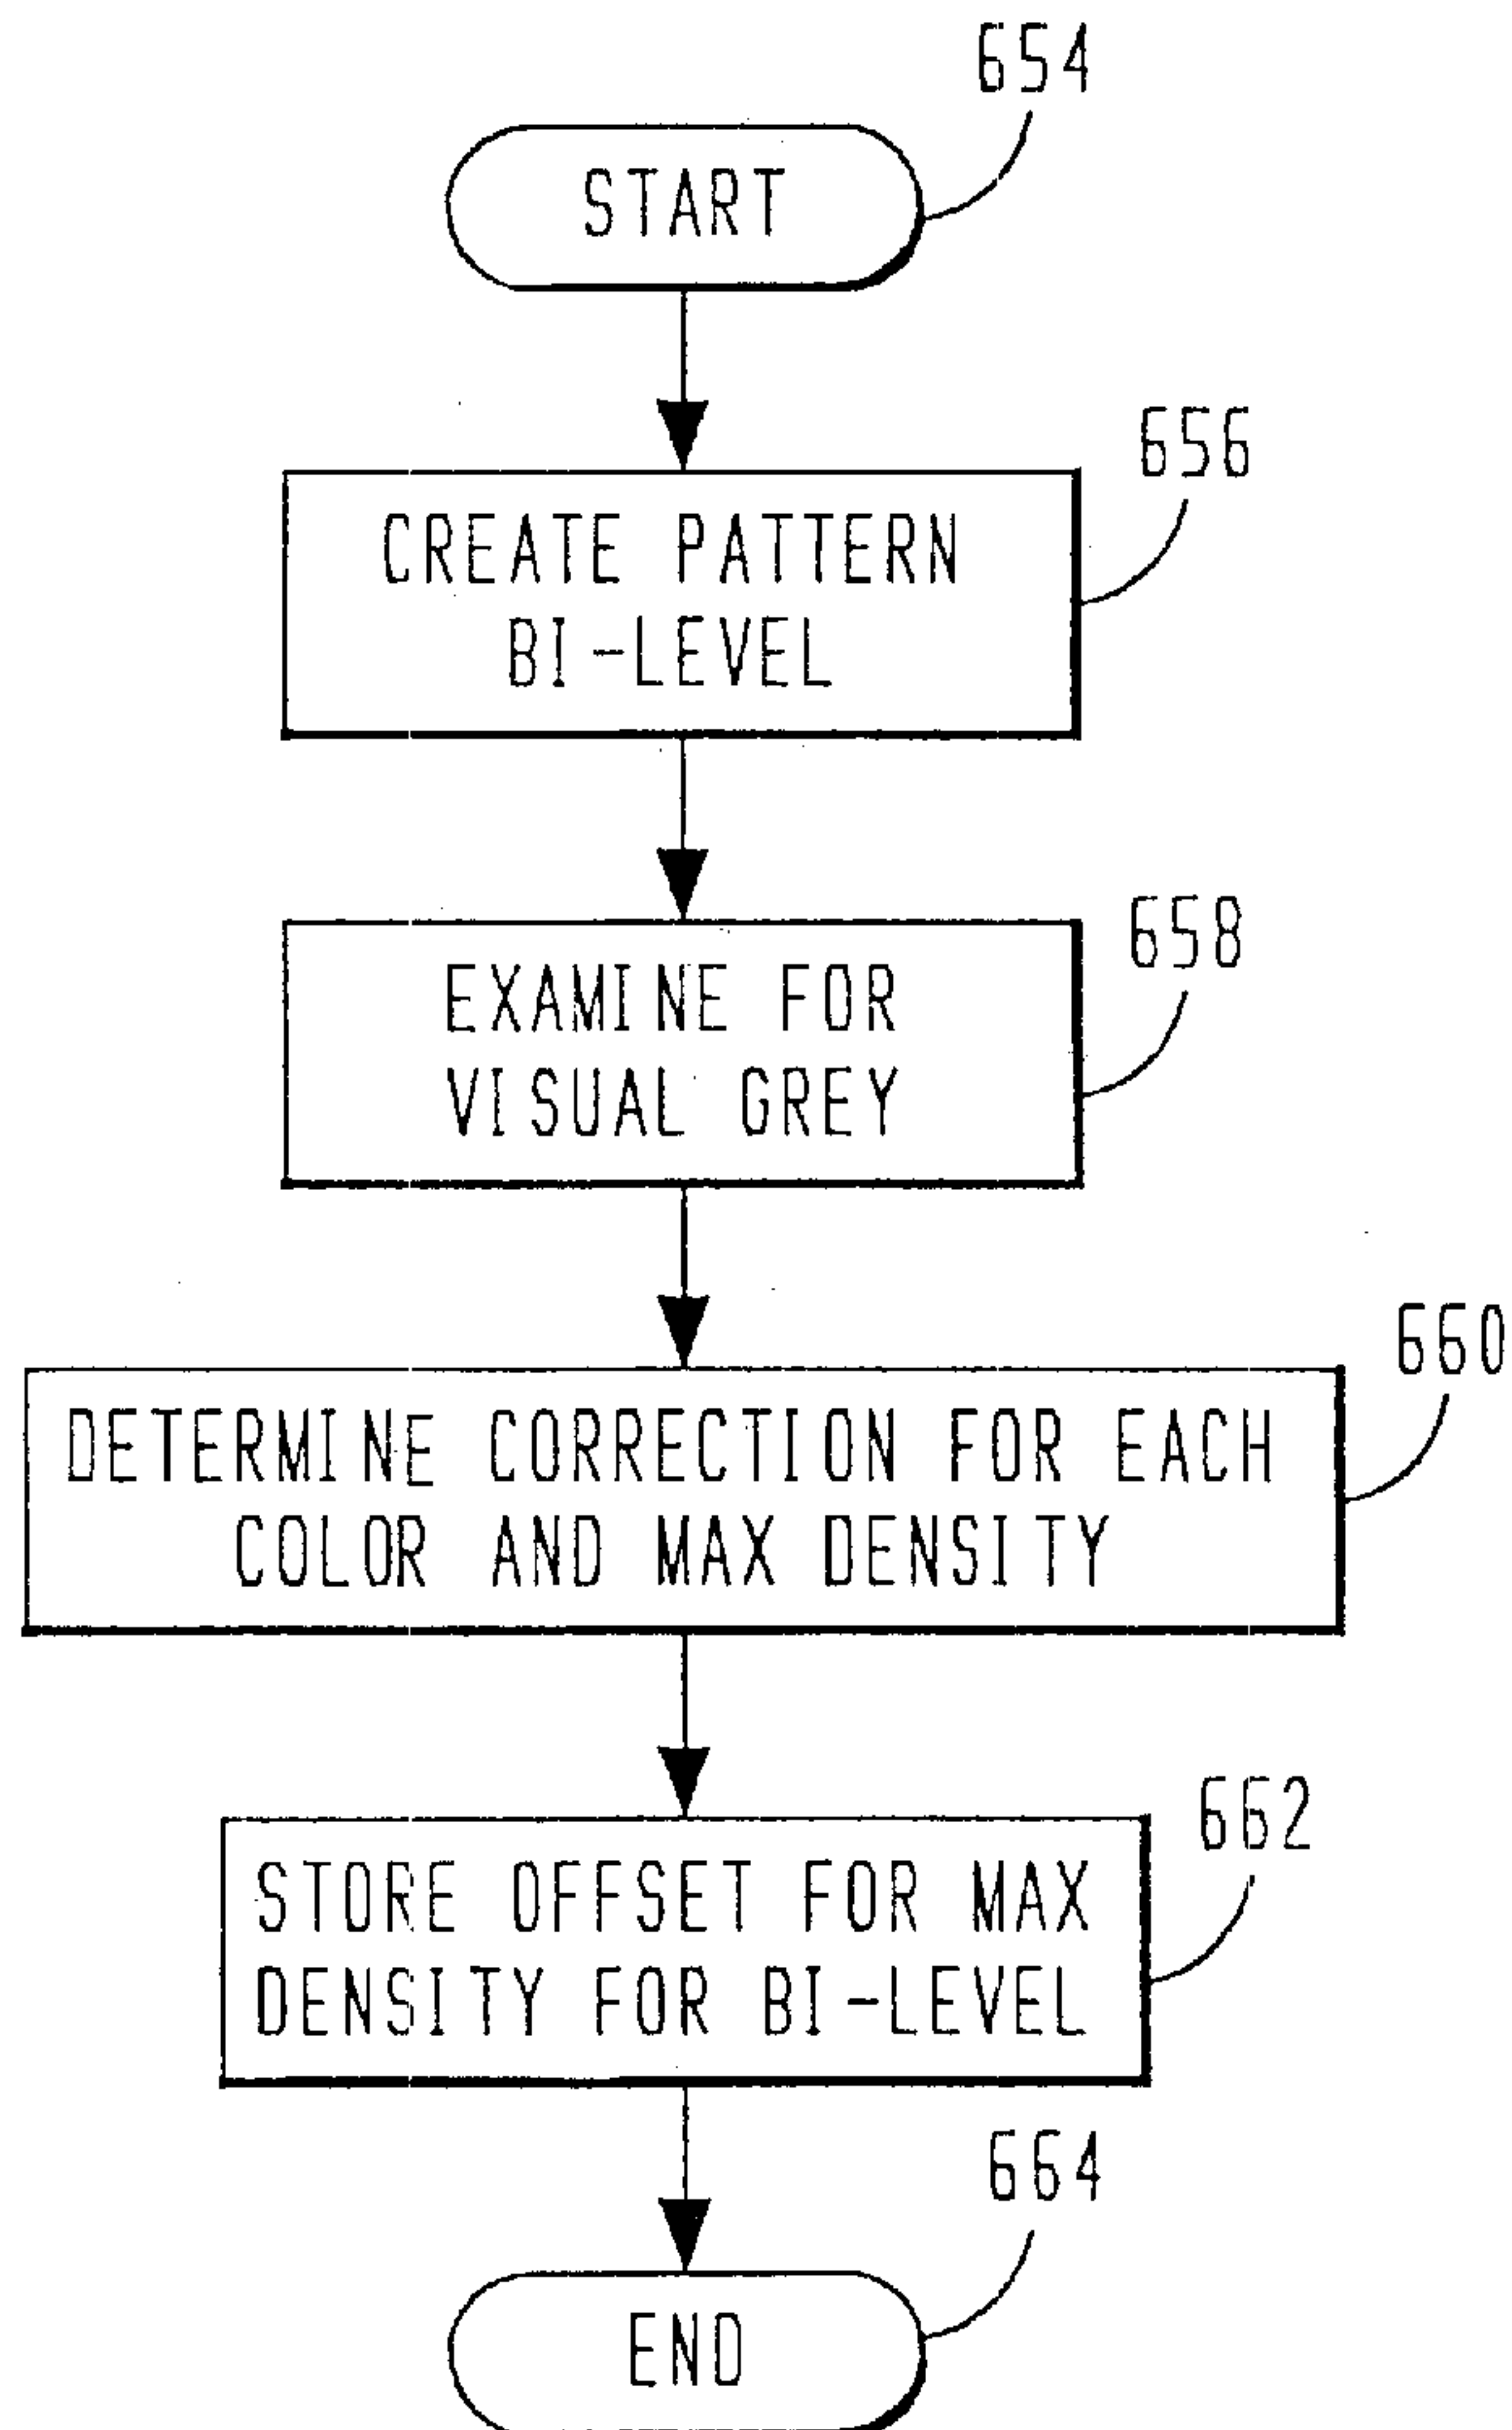 654
START
656
CREATE PATTERN
BI-LEVEL
658
EXAMINE FOR
VISUAL GREY
660
DETERMINE CORRECTION FOR EACH
COLOR AND MAX DENSITY
662
STORE OFFSET FOR MAX
DENSITY FOR BI-LEVEL
664
END